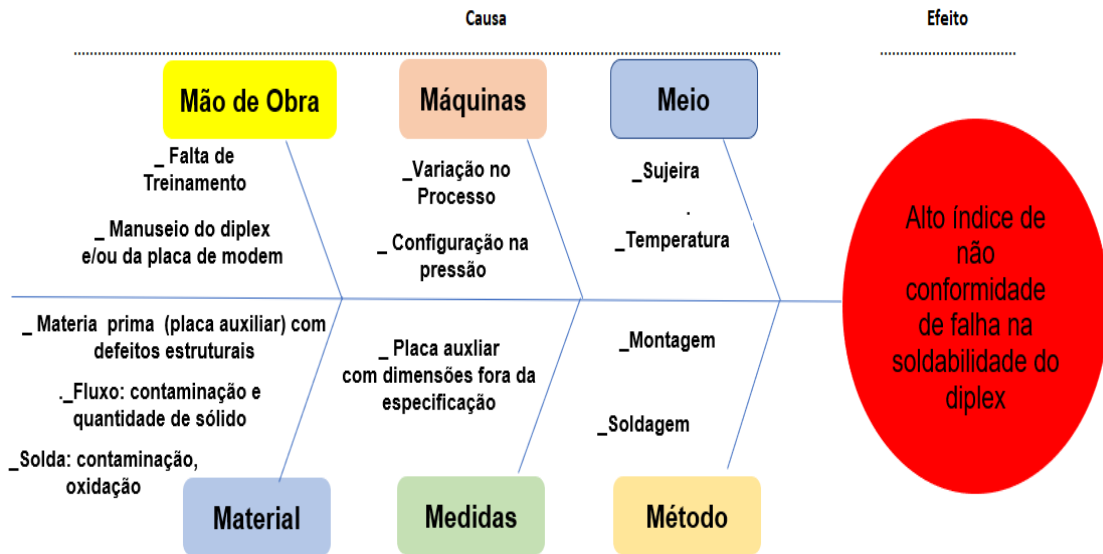 Causa
Efeito
Mão de Obra
Máquinas
Meio
_ Falta de
Treinamento
_ Manuseio do diplex
e/ou da placa de modem
_Variação no
Processo
_ Configuração na
pressão
_Sujeira
.
_Temperatura
_ Materia prima (placa auxiliar) com
defeitos estruturais
._Fluxo: contaminação e
quantidade de sólido
_Solda: contaminação,
oxidação
_ Placa auxliar
com dimensões fora da
especificação
_Montagem
_Soldagem
Material
Medidas
Método
Alto índice de
não
conformidade
de falha na
soldabilidade do
diplex